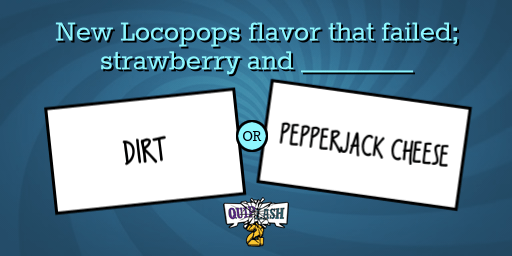 New Locopops flavor that failed;
strawberry and ________
DIRT
OR
PEPPERJACK CHEESE
QUIPLASH
2